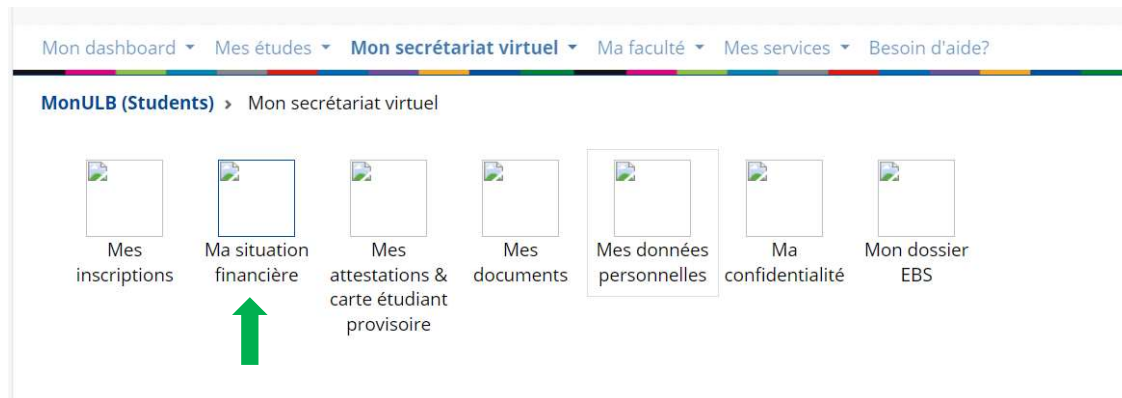 Mon dashboard Mes études Mon secrétariat virtuel Ma faculté Mes services Besoin d'aide?
MonULB (Students) › Mon secrétariat virtuel
Mes
inscriptions
Ma situation
financière
Mes
attestations &
carte étudiant
provisoire
Mes
documents
Mes données
personnelles
Ma
confidentialité
Mon dossier
EBS